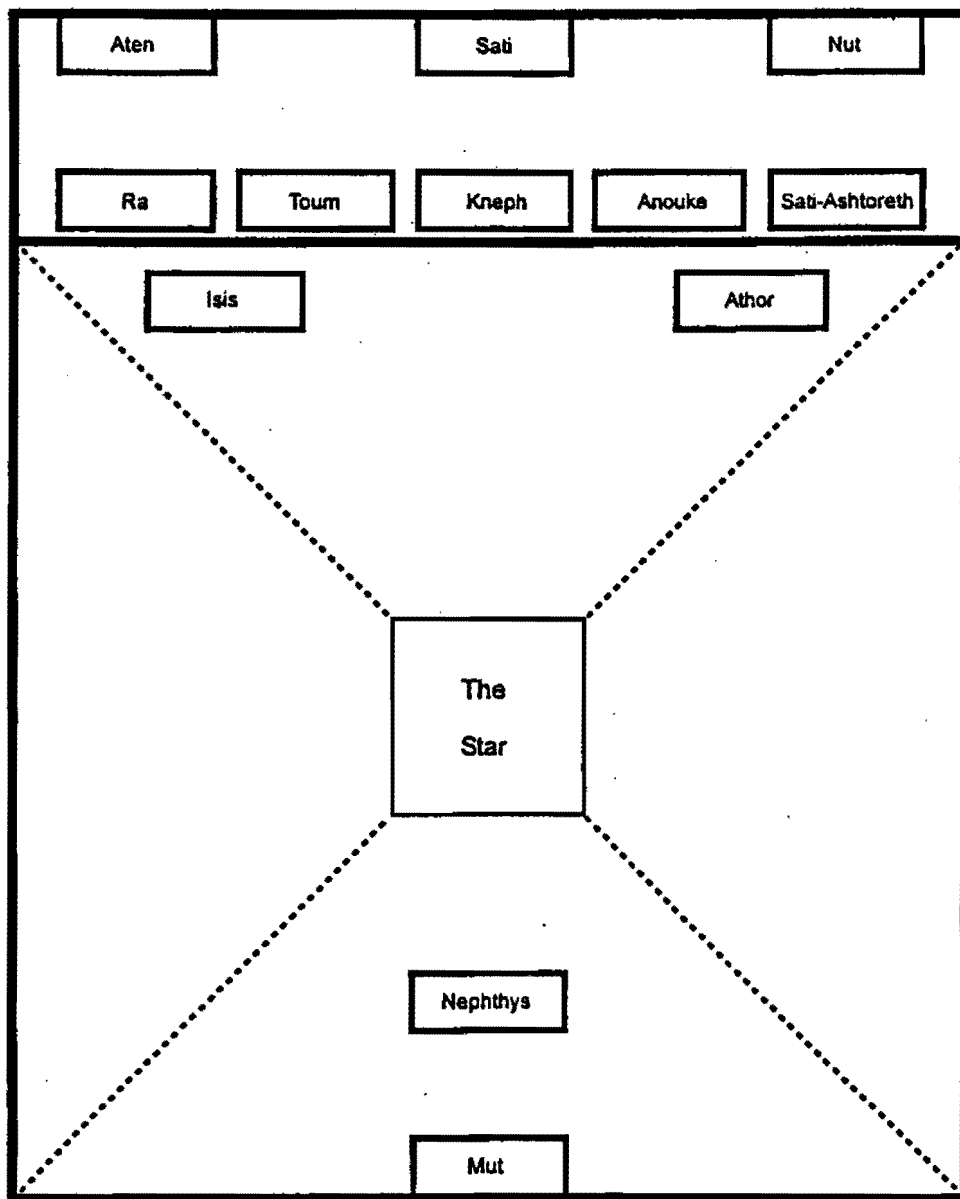 Aten Sati Nut
Ra Toum Kneph Anouke Sati-Ashtoreth
Isis Athor
The
Star
Nephthys
Mut